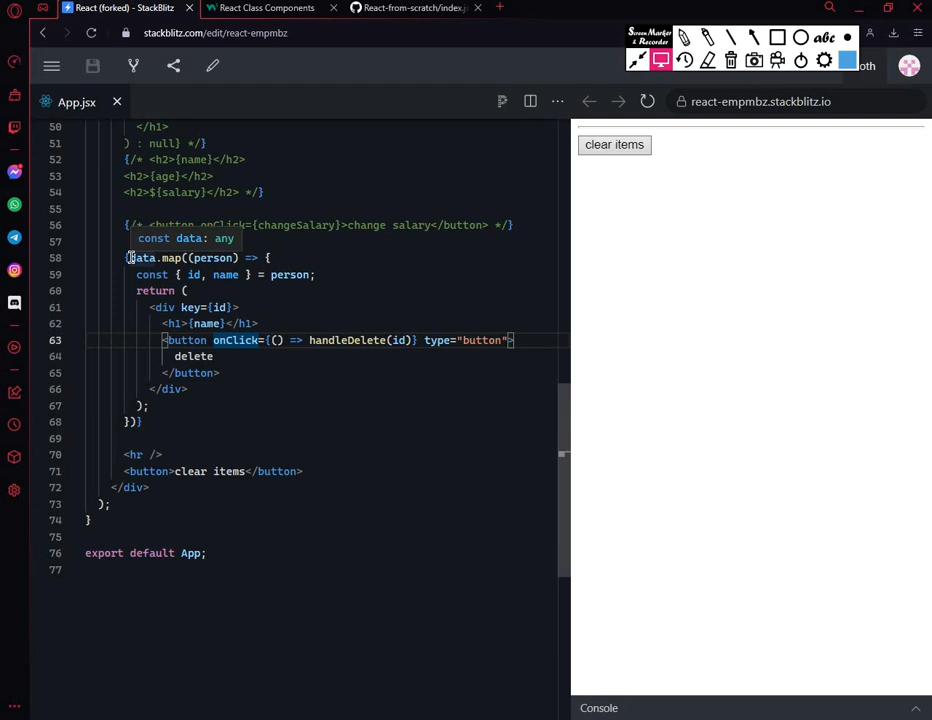 React (forked) - StackBlitz
React Class Components
React-from-scratch/index.j
stackblitz.com/edit/react-empmbz
Screen Marker
& Recorder
abc
oth
App.jsx
react-empmbz.stackblitz.io
50 </h1>
51 ) : null} */}
52 {/* <h2>{name}</h2>
53 <h2>{age}</h2>
54 <h2>${salary}</h2> */}
55
56 {/* <button onClick={changeSalary}>change salary</button> */}
const data: any
57
58 {data.map((person) => {
59 const { id, name } = person;
60 return (
61 <div key={id}>
62 <h1>{name}</h1>
63 <button onClick={() => handleDelete(id)} type="button">
64 delete
65 </button>
66 </div>
67 );
68 })}
69
70 <hr />
71 <button>clear items</button>
72 </div>
73 );
74 }
75
76 export default App;
77
clear items
Console